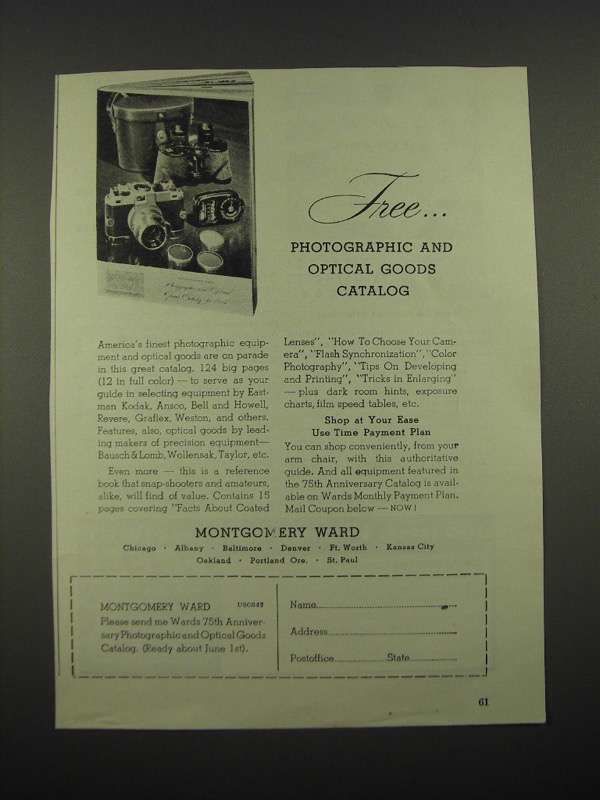 Free...
PHOTOGRAPHIC AND
OPTICAL GOODS
CATALOG
America's finest photographic equip-
ment and optical goods are on parade
in this great catalog. 124 big pages
(12 in full color) — to serve as your
guide in selecting equipment by East-
man Kodak, Ansco, Bell and Howell,
Revere, Graflex, Weston, and others.
Features, also, optical goods by lead-
ing makers of precision equipment—
Bausch & Lomb, Wollensak, Taylor, etc.
Even more — this is a reference
book that snap-shooters and amateurs,
alike, will find of value. Contains 15
pages covering "Facts About Coated
Lenses", "How To Choose Your Cam-
era", "Flash Synchronization", "Color
Photography", "Tips On Developing
and Printing", "Tricks in Enlarging"
— plus dark room hints, exposure
charts, film speed tables, etc.
Shop at Your Ease
Use Time Payment Plan
You can shop conveniently, from your
arm chair, with this authoritative
guide. And all equipment featured in
the 75th Anniversary Catalog is avail-
able on Wards Monthly Payment Plan.
Mail Coupon below — NOW!
MONTGOMERY WARD
Chicago · Albany · Baltimore · Denver · Ft. Worth · Kansas City
Oakland · Portland Ore. · St. Paul
MONTGOMERY WARD
Please send me Wards 75th Anniver-
sary Photographic and Optical Goods
Catalog. (Ready about June 1st).
Name
Address
Postoffice State
61